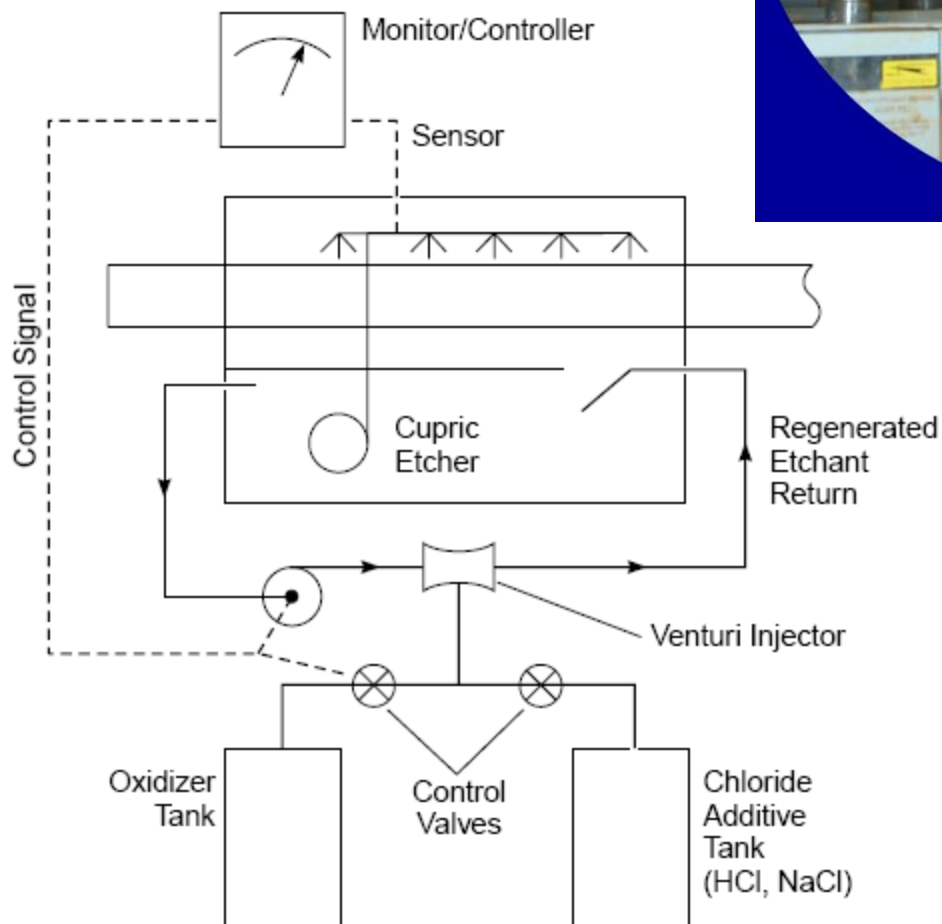 Monitor/Controller
Sensor
Control Signal
Cupric
Etcher
Regenerated
Etchant
Return
Venturi Injector
Oxidizer
Tank
Control
Valves
Chloride
Additive
Tank
(HCl, NaCl)